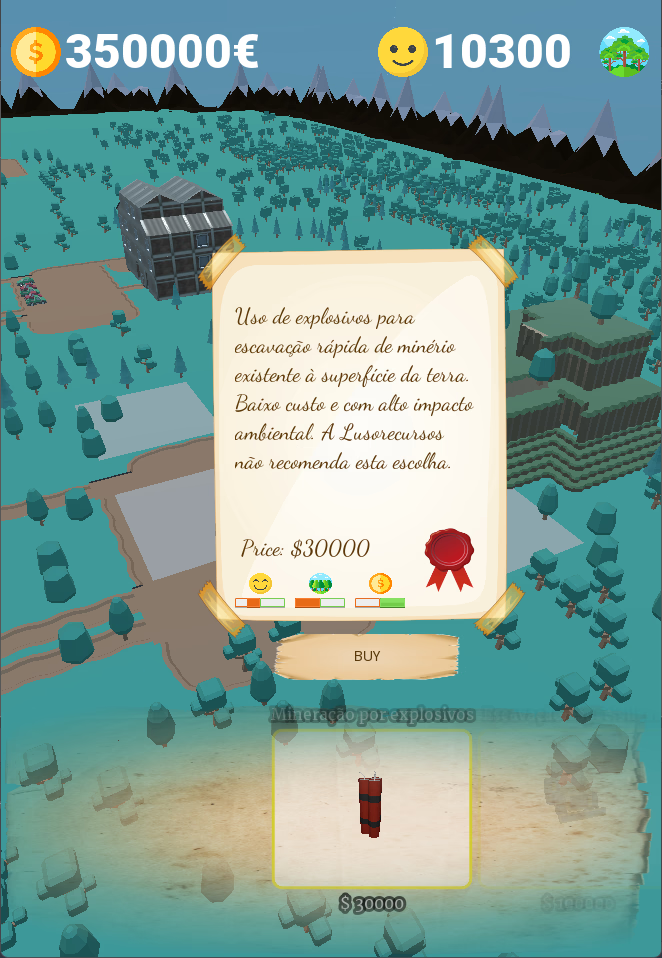 350000€
10300
Uso de explosivos para
escavação rápida de minério
existente à superfície da terra.
Baixo custo e com alto impacto
ambiental. A Lusorecursos
não recomenda esta escolha.
Price: $30000
BUY
Mineração por explosivos
$30000